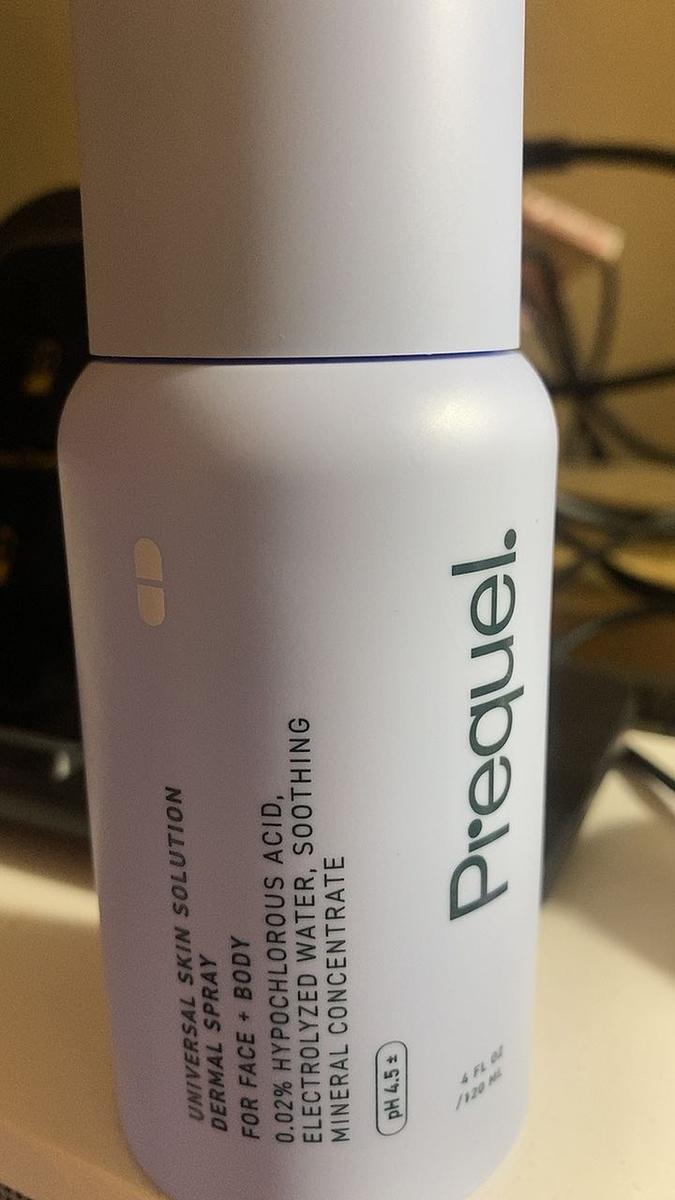 UNIVERSAL SKIN SOLUTION
DERMAL SPRAY
FOR FACE + BODY
0.02% HYPOCHLOROUS ACID,
ELECTROLYZED WATER, SOOTHING
MINERAL CONCENTRATE
pH 4.5 ±
Prequel.
4 FL OZ
/120 ML